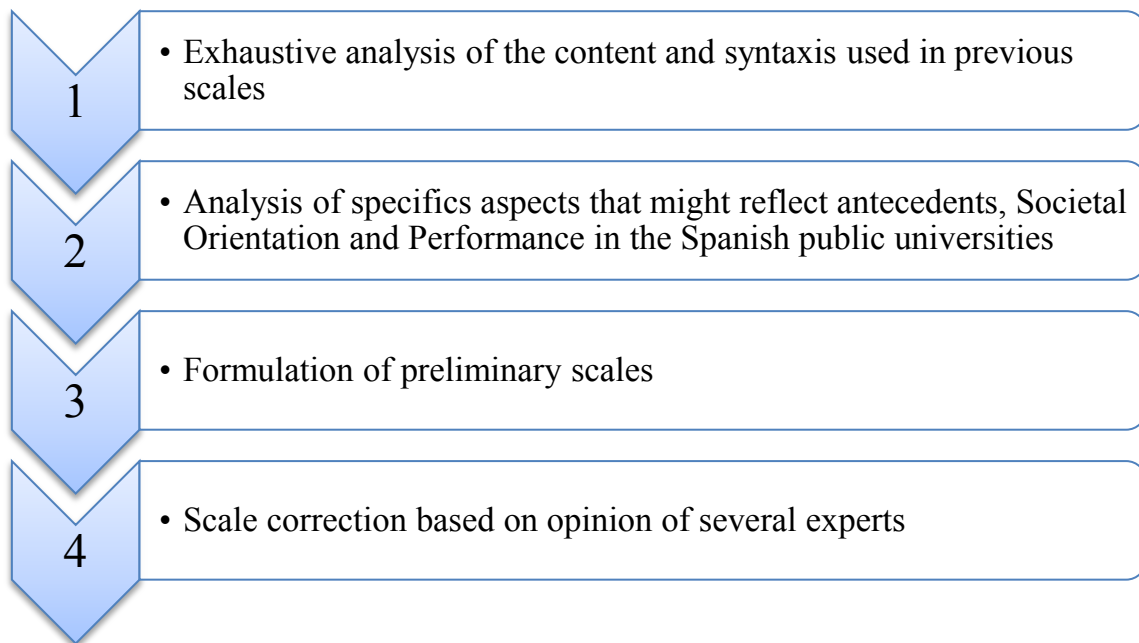 1
• Exhaustive analysis of the content and syntaxis used in previous
scales
2
• Analysis of specifics aspects that might reflect antecedents, Societal
Orientation and Performance in the Spanish public universities
3
• Formulation of preliminary scales
4
• Scale correction based on opinion of several experts